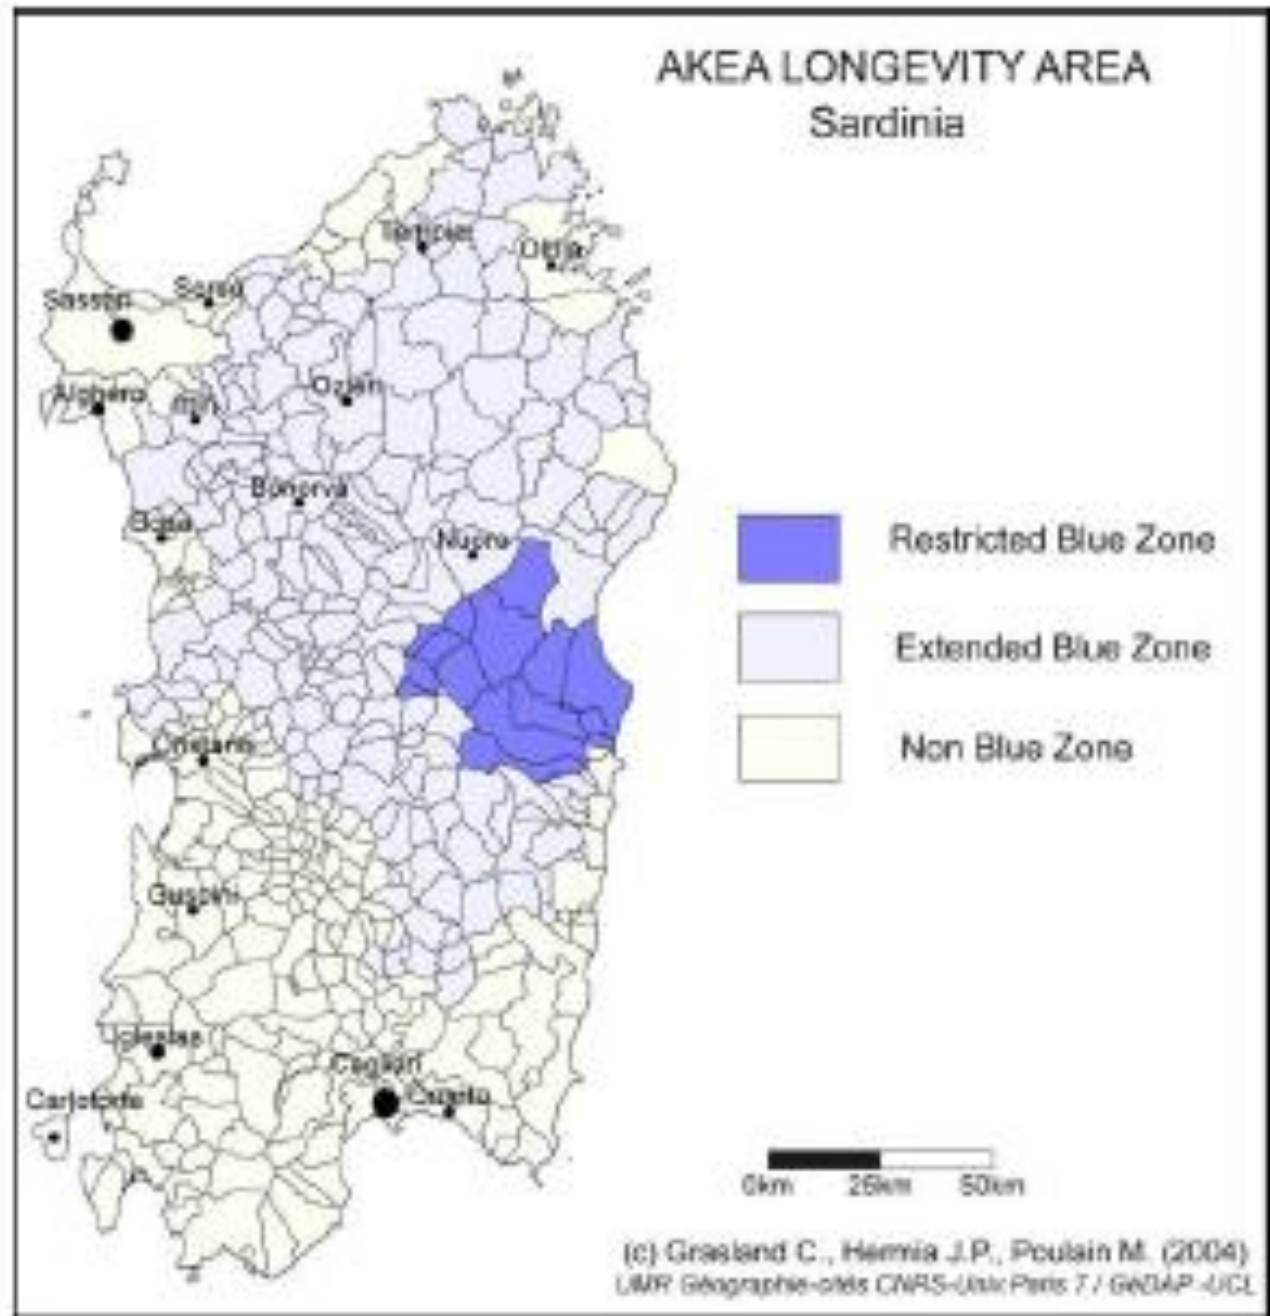 AKEA LONGEVITY AREA
Sardinia
Tempio
Olbia
Sorso
Sassari
Alghero
Ozieri
Bonorva
Bosa
Nuoro
Restricted Blue Zone
Extended Blue Zone
Non Blue Zone
Oristano
Guspini
Iglesias
Cagliari
Carloforte
0km 25km 50km
(c) Grasland C., Hermia J.P., Poulain M. (2004)
UMR Géographie-cités CNRS-Univ. Paris 7 / GéDAP -UCL